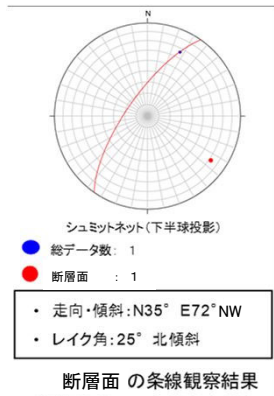 N
シュミットネット(下半球投影)
総データ数: 1
断層面 : 1
・ 走向・傾斜:N35° E72°NW
・ レイク角:25° 北傾斜
断層面 の条線観察結果